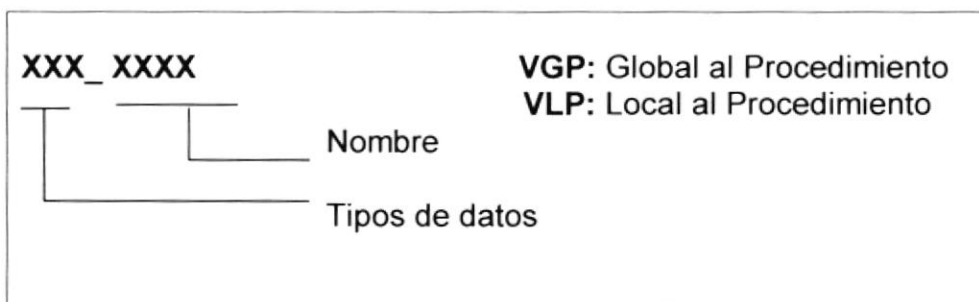 XXX_ XXXX
VGP: Global al Procedimiento
VLP: Local al Procedimiento
Nombre
Tipos de datos